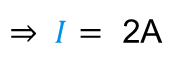 ⇒ I = 2A